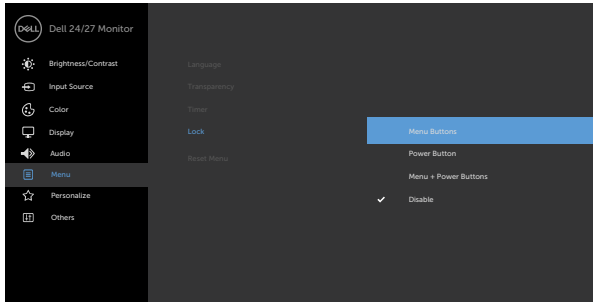 DELL Dell 24/27 Monitor
Brightness/Contrast
Input Source
Color
Display
Audio
Menu
Personalize
Others
Language
Transparency
Timer
Lock
Reset Menu
Menu Buttons
Power Button
Menu + Power Buttons
Disable